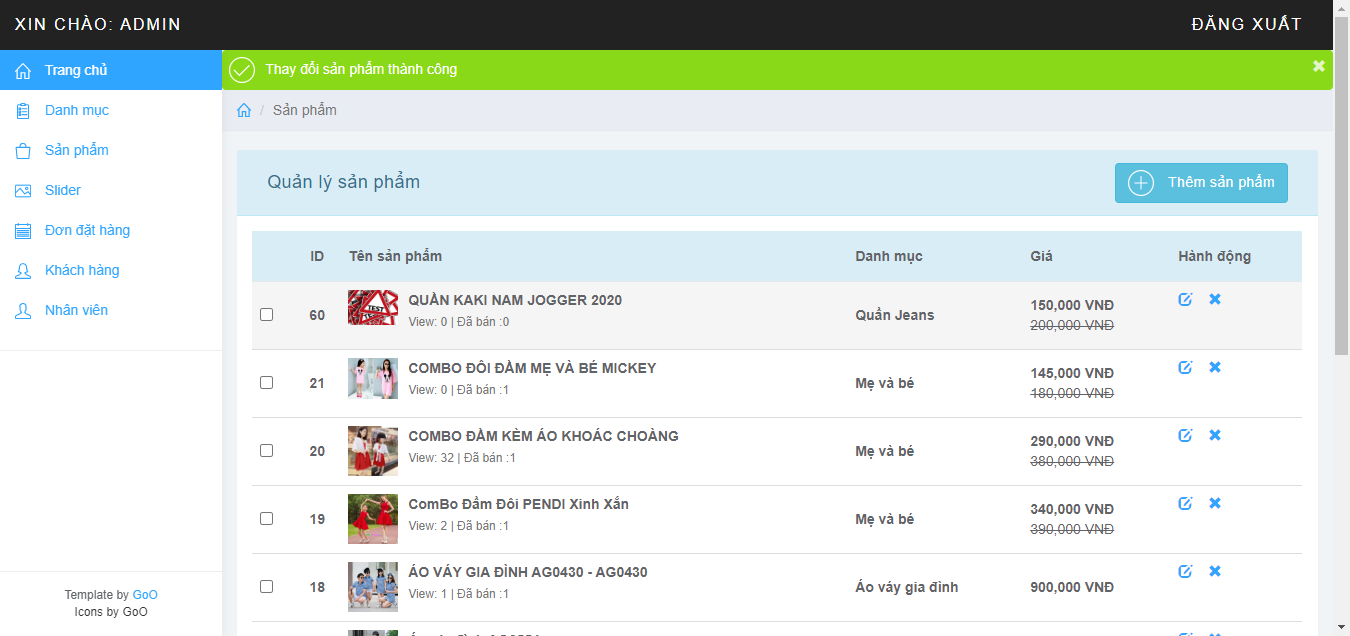 XIN CHÀO: ADMIN
ĐĂNG XUẤT
Trang chủ
Danh mục
Sản phẩm
Slider
Đơn đặt hàng
Khách hàng
Nhân viên
Template by GoO
Icons by GoO
Thay đổi sản phẩm thành công
/ Sản phẩm
Quản lý sản phẩm
Thêm sản phẩm
ID Tên sản phẩm Danh mục Giá Hành động
60 QUẦN KAKI NAM JOGGER 2020 Quần Jeans 150,000 VNĐ
TEST
View: 0 | Đã bán :0 200,000 VNĐ
21 COMBO ĐÔI ĐẦM MẸ VÀ BÉ MICKEY Mẹ và bé 145,000 VNĐ
View: 0 | Đã bán :1 180,000 VNĐ
20 COMBO ĐẦM KÈM ÁO KHOÁC CHOÀNG Mẹ và bé 290,000 VNĐ
View: 32 | Đã bán :1 380,000 VNĐ
19 ComBo Đầm Đôi PENDI Xinh Xắn Mẹ và bé 340,000 VNĐ
View: 2 | Đã bán :1 390,000 VNĐ
18 ÁO VÁY GIA ĐÌNH AG0430 - AG0430 Áo váy gia đình 900,000 VNĐ
View: 1 | Đã bán :1